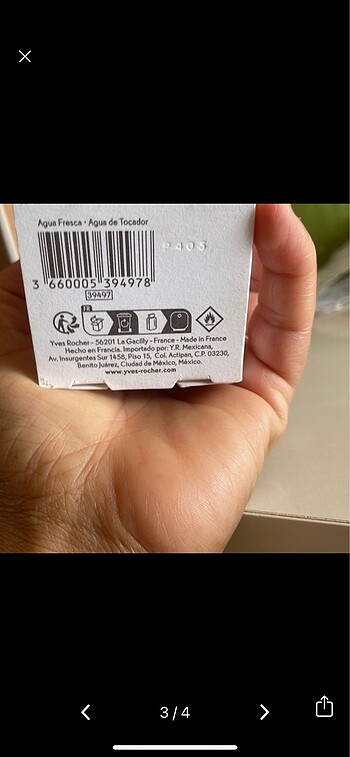 Agua Fresca - Agua de Tocador
P403
3 660005 394978
39497
FR
Yves Rocher - 56201 La Gacilly - France - Made in France
Hecho en Francia. Importado por: Y.R. Mexicana,
Av. Insurgentes Sur 1458, Piso 15, Col. Actipan, C.P. 03230,
Benito Juárez, Ciudad de México, México.
www.yves-rocher.com
3 / 4